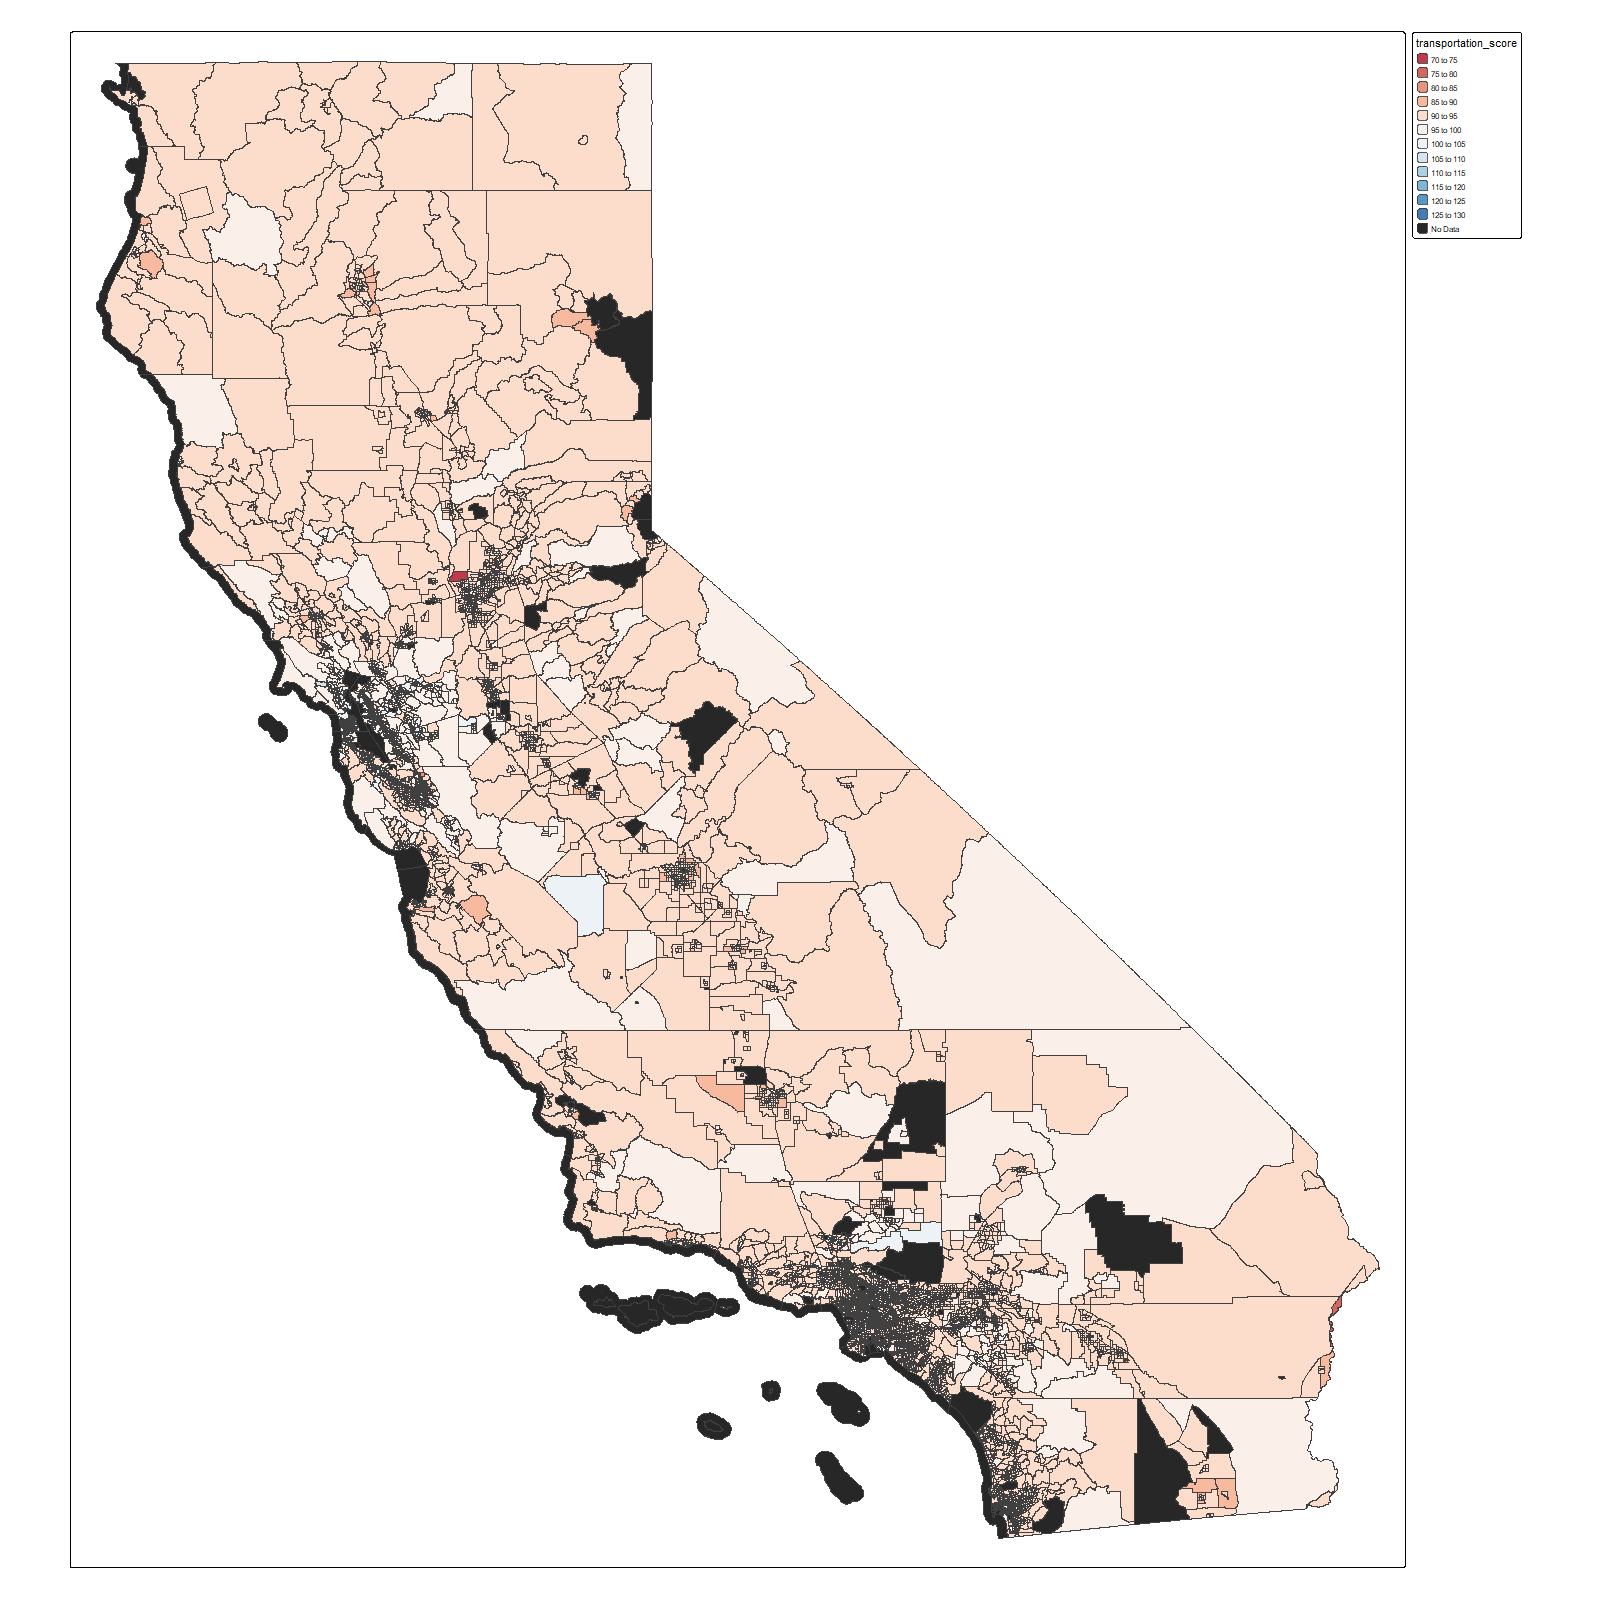 transportation_score
70 to 75
75 to 80
80 to 85
85 to 90
90 to 95
95 to 100
100 to 105
105 to 110
110 to 115
115 to 120
120 to 125
125 to 130
No Data